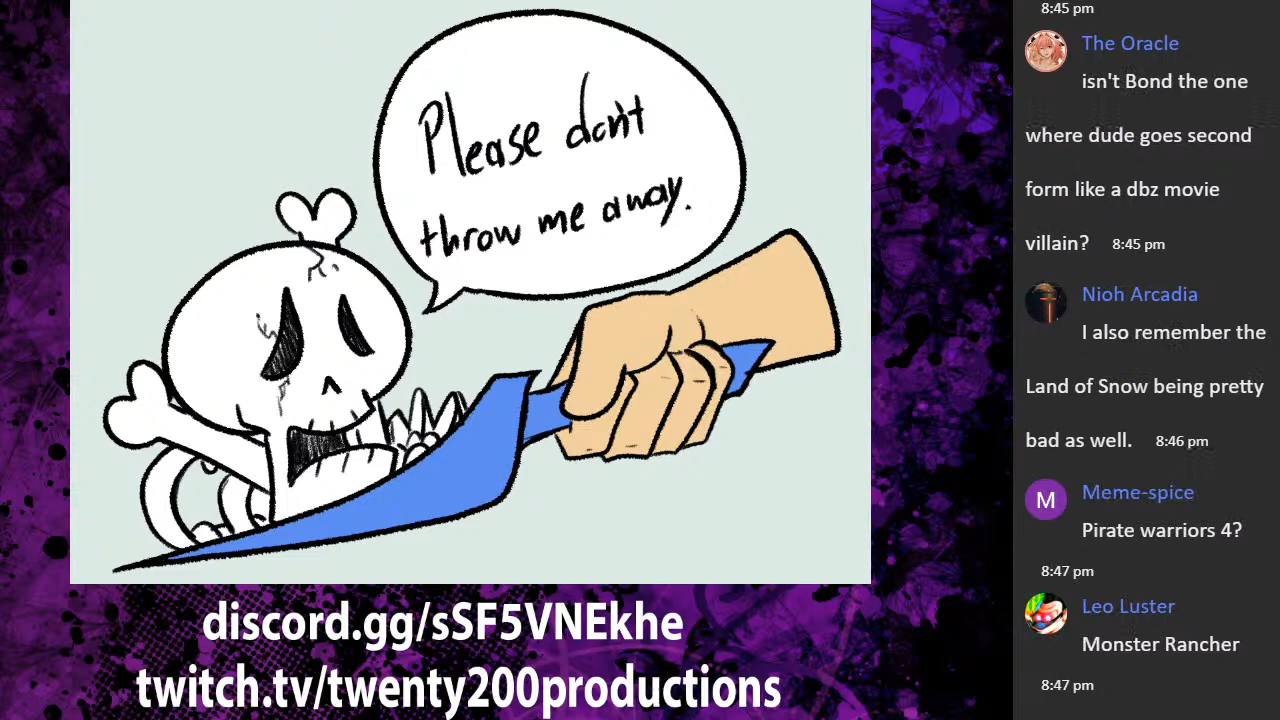 Please don't
throw me away.
discord.gg/sSF5VNEkhe
twitch.tv/twenty200productions
8:45 pm
The Oracle
isn't Bond the one
where dude goes second
form like a dbz movie
villain? 8:45 pm
Nioh Arcadia
I also remember the
Land of Snow being pretty
bad as well. 8:46 pm
M
Meme-spice
Pirate warriors 4?
8:47 pm
Leo Luster
Monster Rancher
8:47 pm